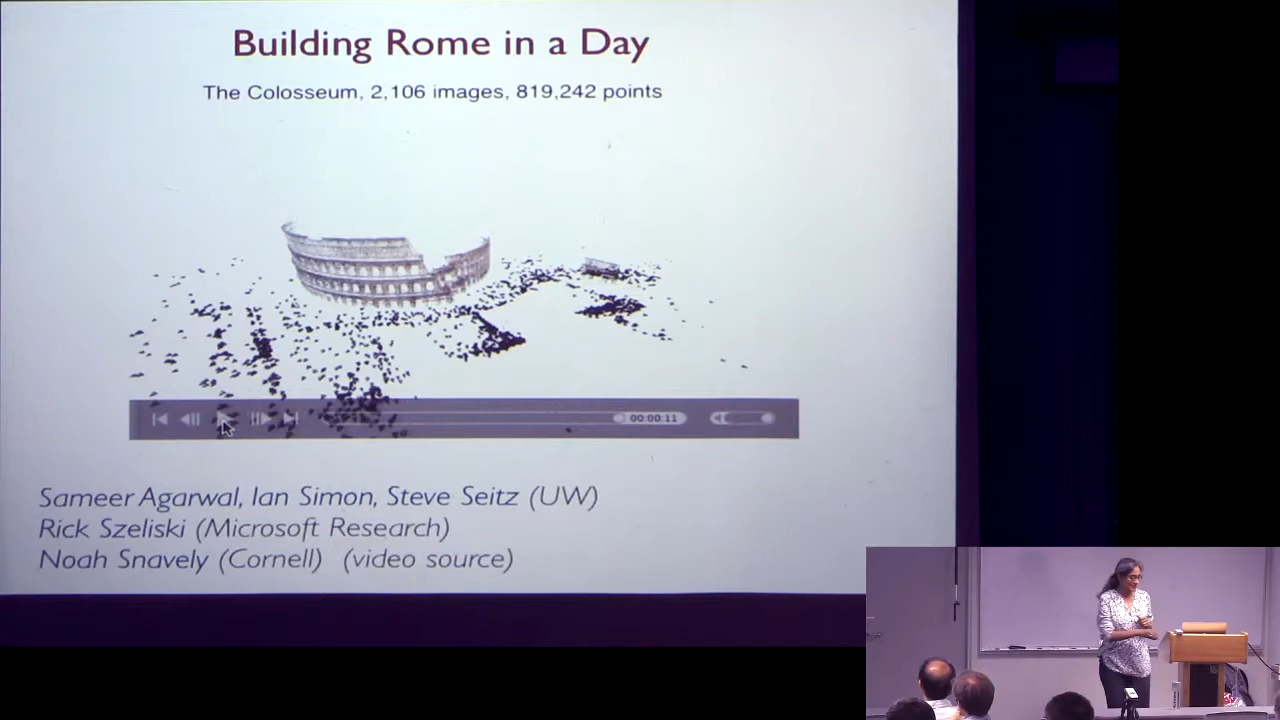 Building Rome in a Day
The Colosseum, 2,106 images, 819,242 points
00:00:11
Sameer Agarwal, Ian Simon, Steve Seitz (UW)
Rick Szeliski (Microsoft Research)
Noah Snavely (Cornell) (video source)